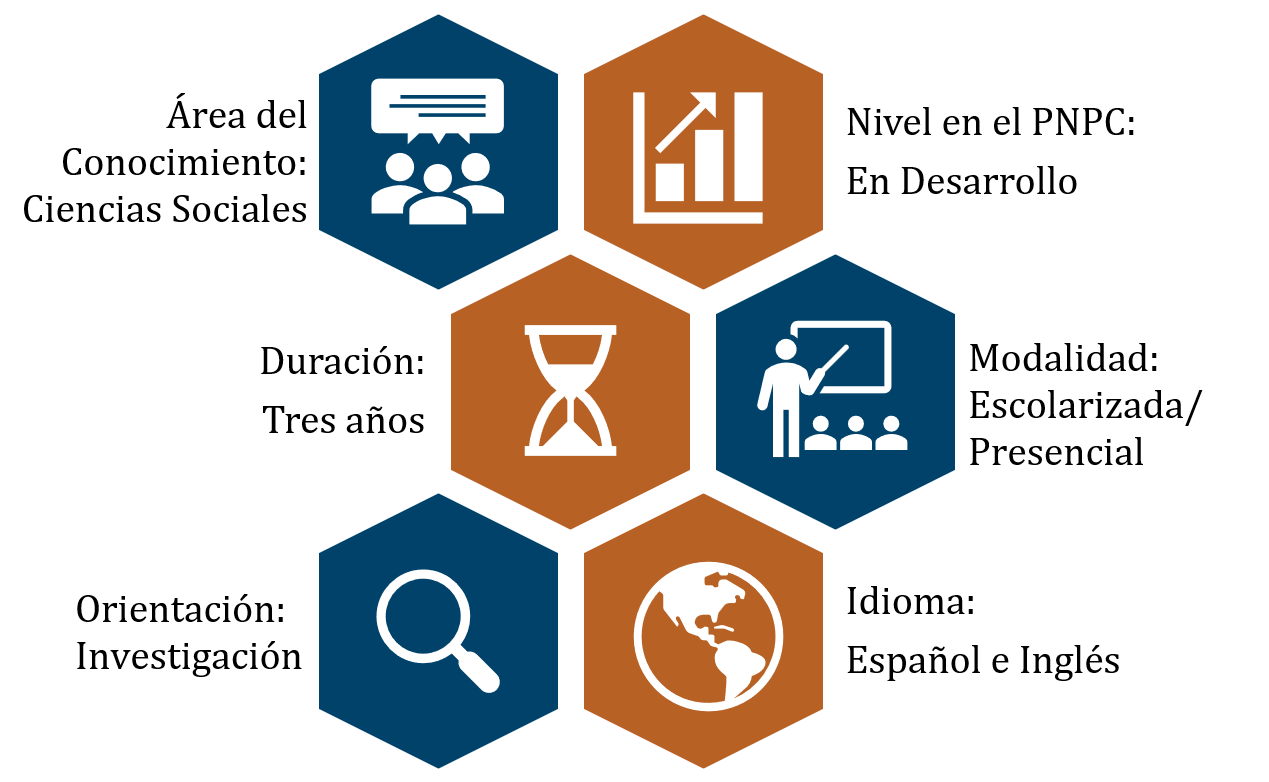 Área del
Conocimiento:
Ciencias Sociales
Nivel en el PNPC:
En Desarrollo
Duración:
Tres años
Modalidad:
Escolarizada/
Presencial
Orientación:
Investigación
Idioma:
Español e Inglés